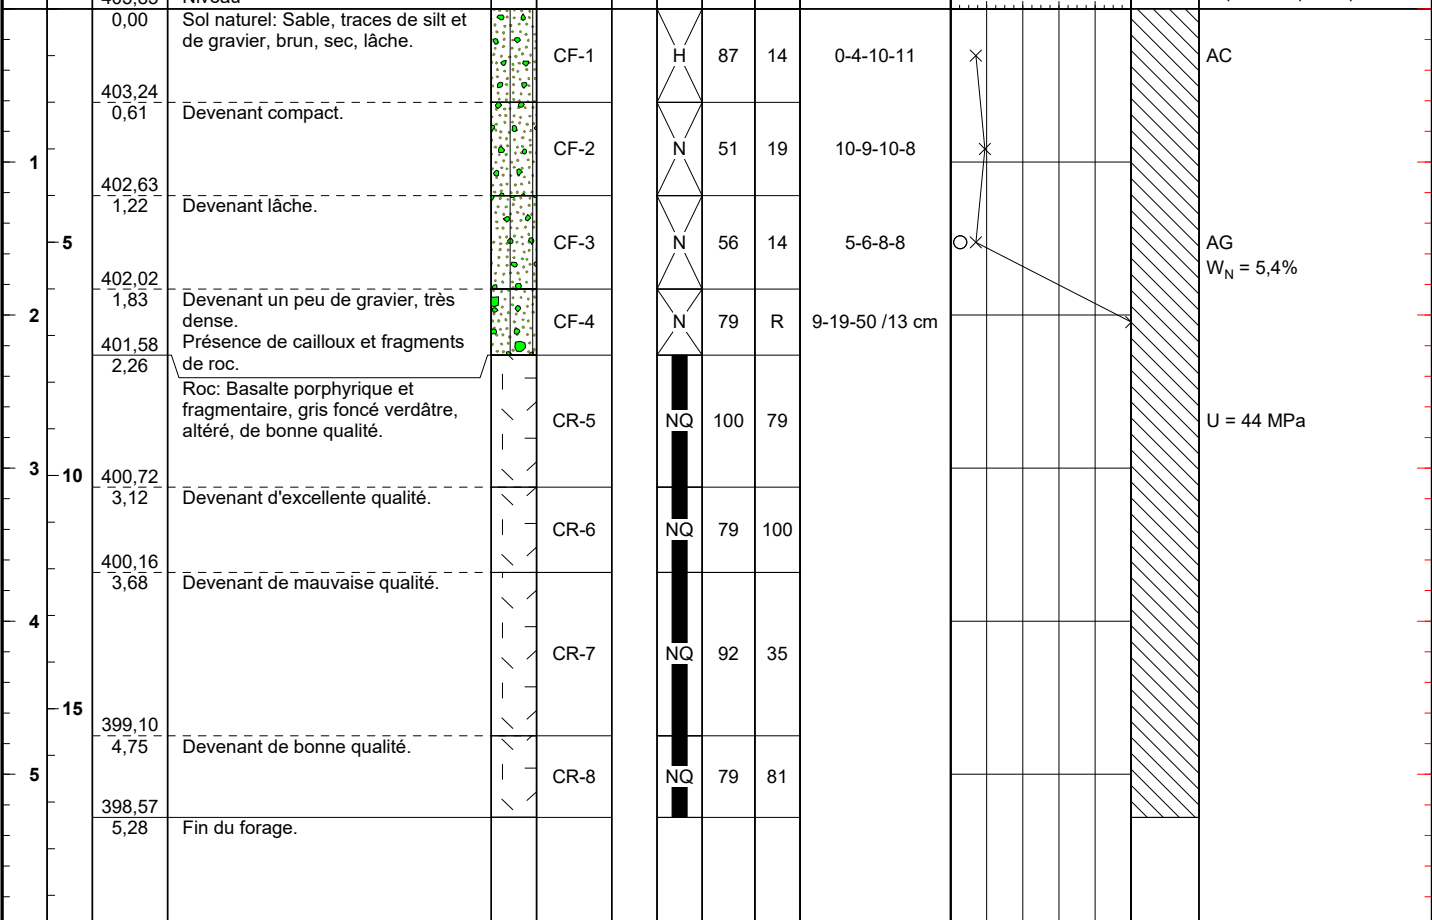 0,00 Sol naturel: Sable, traces de silt et
de gravier, brun, sec, lâche.
CF-1 H 87 14 0-4-10-11 AC
403,24
0,61 Devenant compact.
CF-2 N 51 19 10-9-10-8
1
402,63
1,22 Devenant lâche.
5 CF-3 N 56 14 5-6-8-8 AG
W_N = 5,4%
402,02
1,83 Devenant un peu de gravier, très
dense.
2 CF-4 N 79 R 9-19-50 /13 cm
Présence de cailloux et fragments
401,58
2,26 de roc.
Roc: Basalte porphyrique et
fragmentaire, gris foncé verdâtre,
altéré, de bonne qualité.
CR-5 NQ 100 79 U = 44 MPa
3 10
400,72
3,12 Devenant d'excellente qualité.
CR-6 NQ 79 100
400,16
3,68 Devenant de mauvaise qualité.
4
CR-7 NQ 92 35
15
399,10
4,75 Devenant de bonne qualité.
5 CR-8 NQ 79 81
398,57
5,28 Fin du forage.